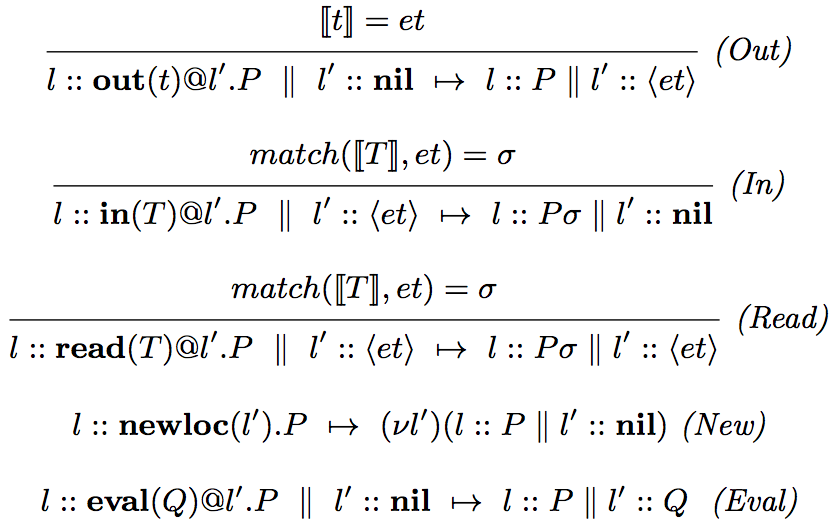 ⟦t⟧ = et
l :: out(t)@l′.P ∥ l′ :: nil ↦ l :: P ∥ l′ :: ⟨et⟩ (Out)
match(⟦T⟧, et) = σ
l :: in(T)@l′.P ∥ l′ :: ⟨et⟩ ↦ l :: Pσ ∥ l′ :: nil (In)
match(⟦T⟧, et) = σ
l :: read(T)@l′.P ∥ l′ :: ⟨et⟩ ↦ l :: Pσ ∥ l′ :: ⟨et⟩ (Read)
l :: newloc(l′).P ↦ (νl′)(l :: P ∥ l′ :: nil) (New)
l :: eval(Q)@l′.P ∥ l′ :: nil ↦ l :: P ∥ l′ :: Q (Eval)